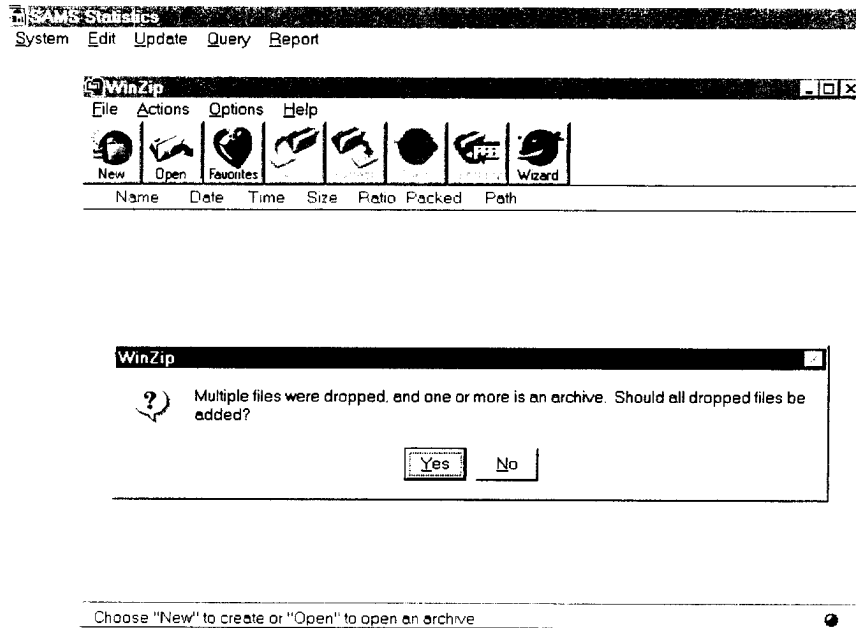 SAMS Statistics
System Edit Update Query Report
WinZip
File Actions Options Help
New Open Favorites Wizard
Name Date Time Size Ratio Packed Path
WinZip
Multiple files were dropped, and one or more is an archive. Should all dropped files be
added?
Yes No
Choose "New" to create or "Open" to open an archive